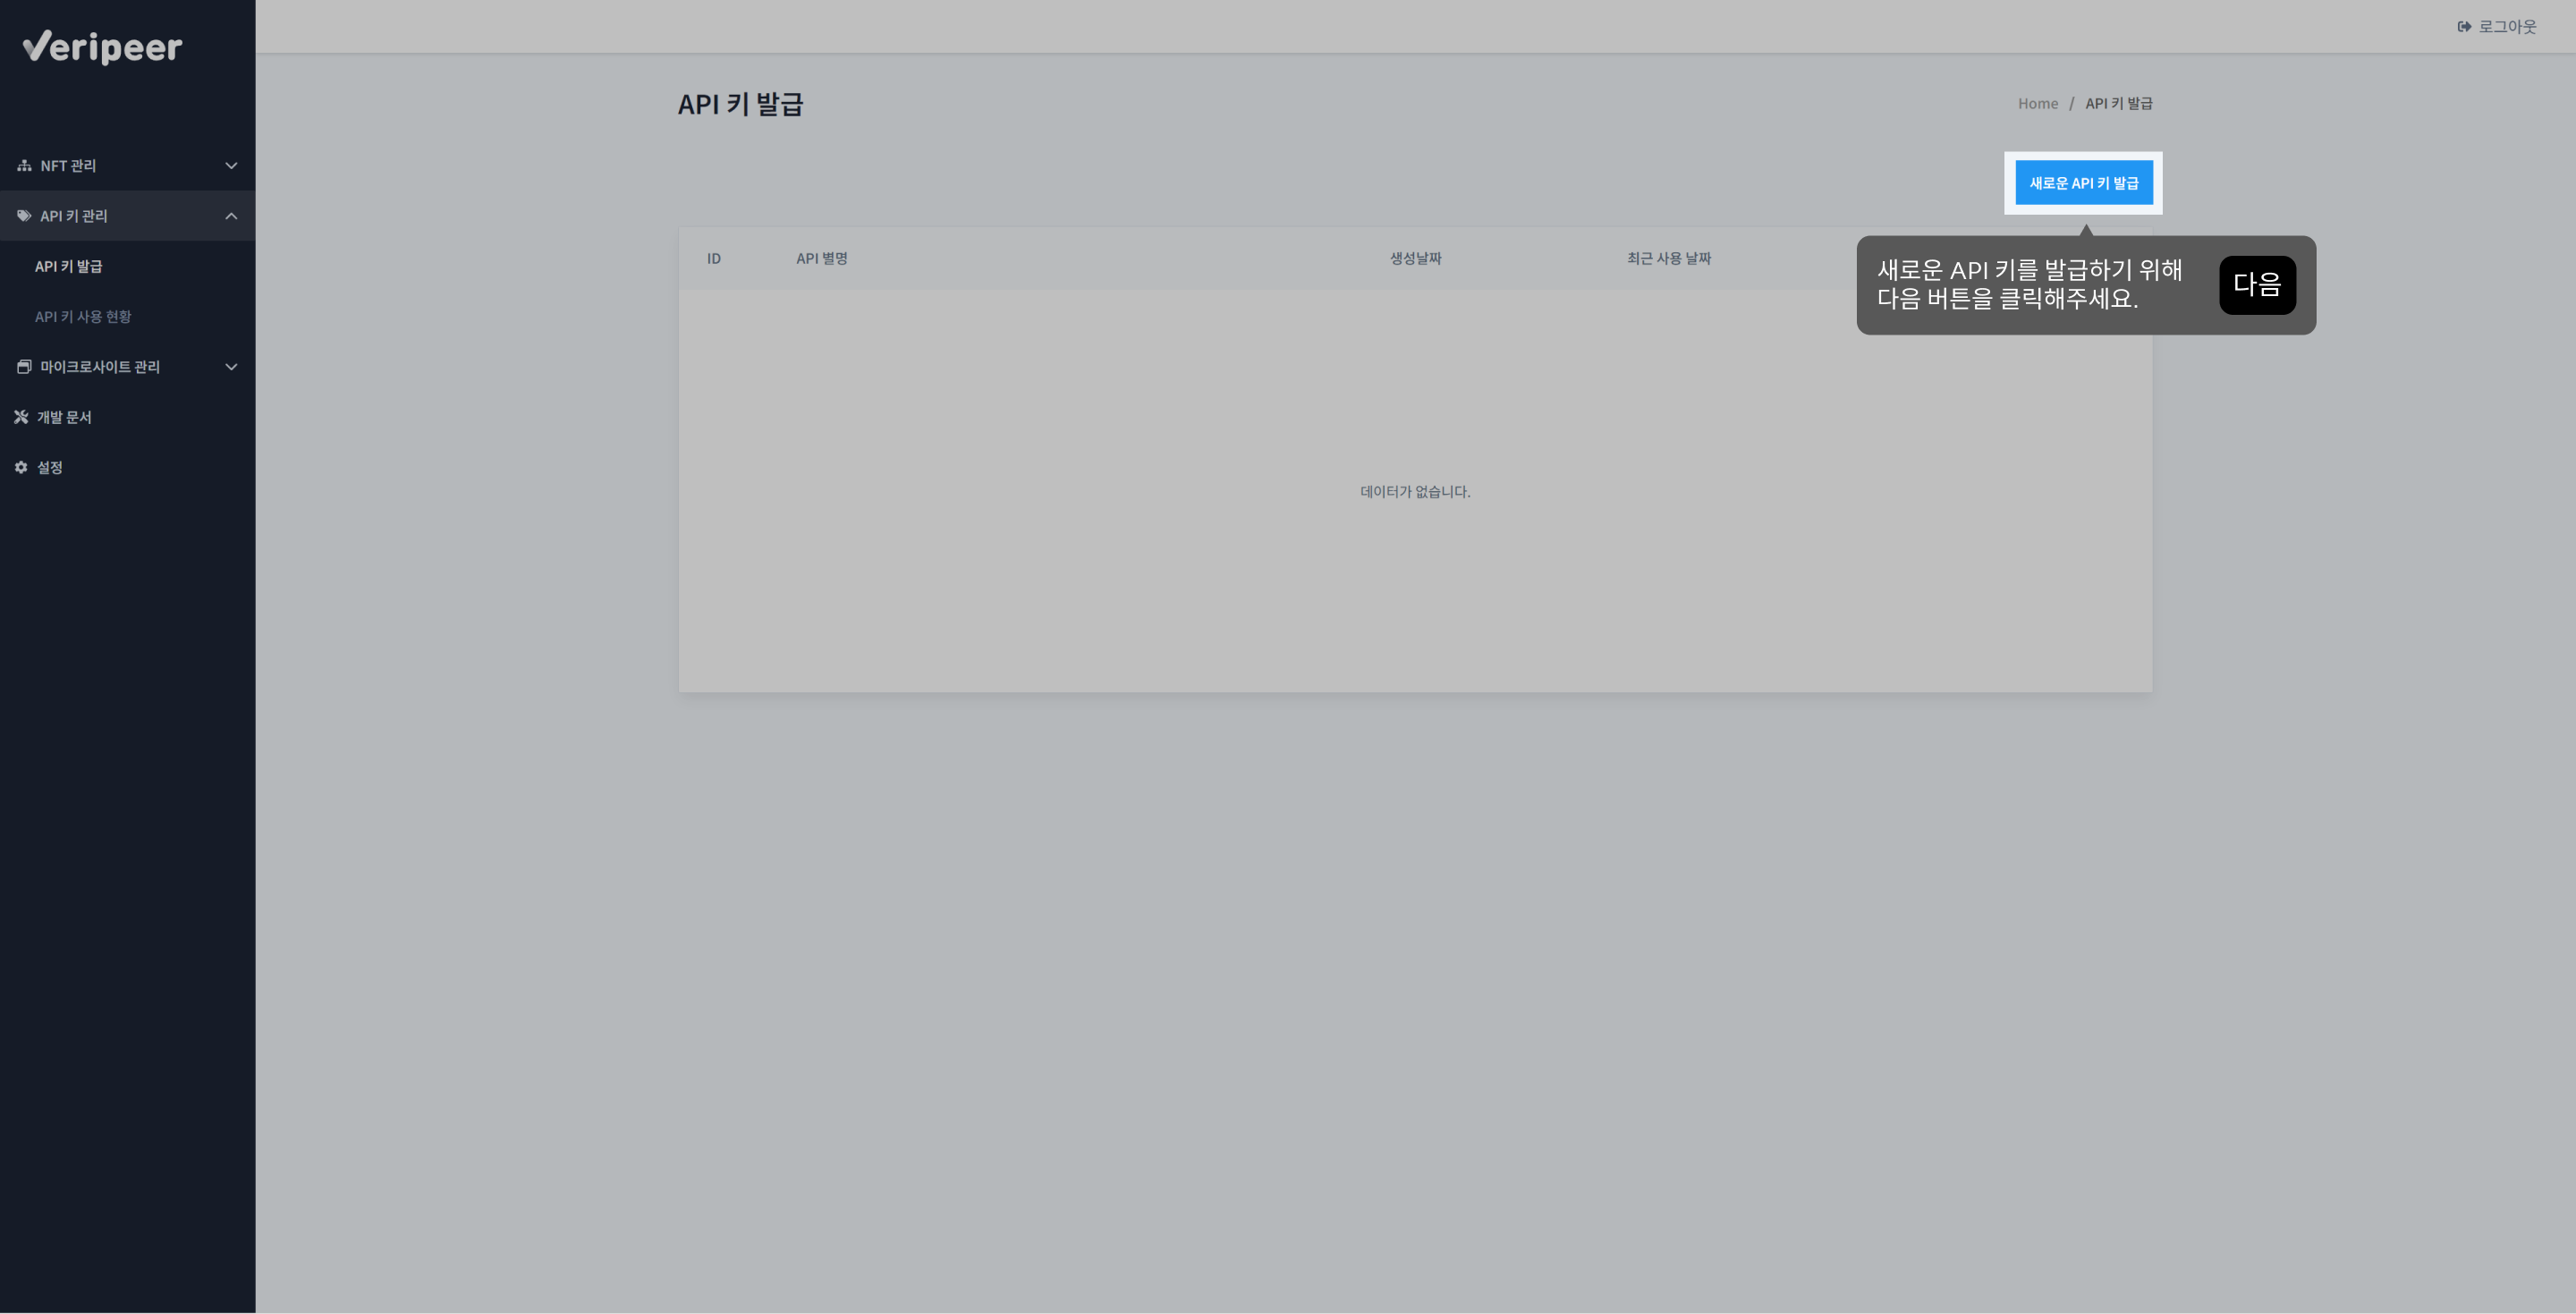 Veripeer
로그아웃
API 키 발급
Home / API 키 발급
NFT 관리
API 키 관리
API 키 발급
API 키 사용 현황
마이크로사이트 관리
개발 문서
설정
새로운 API 키 발급
ID API 별명 생성날짜 최근 사용 날짜
새로운 API 키를 발급하기 위해
다음 버튼을 클릭해주세요.
다음
데이터가 없습니다.